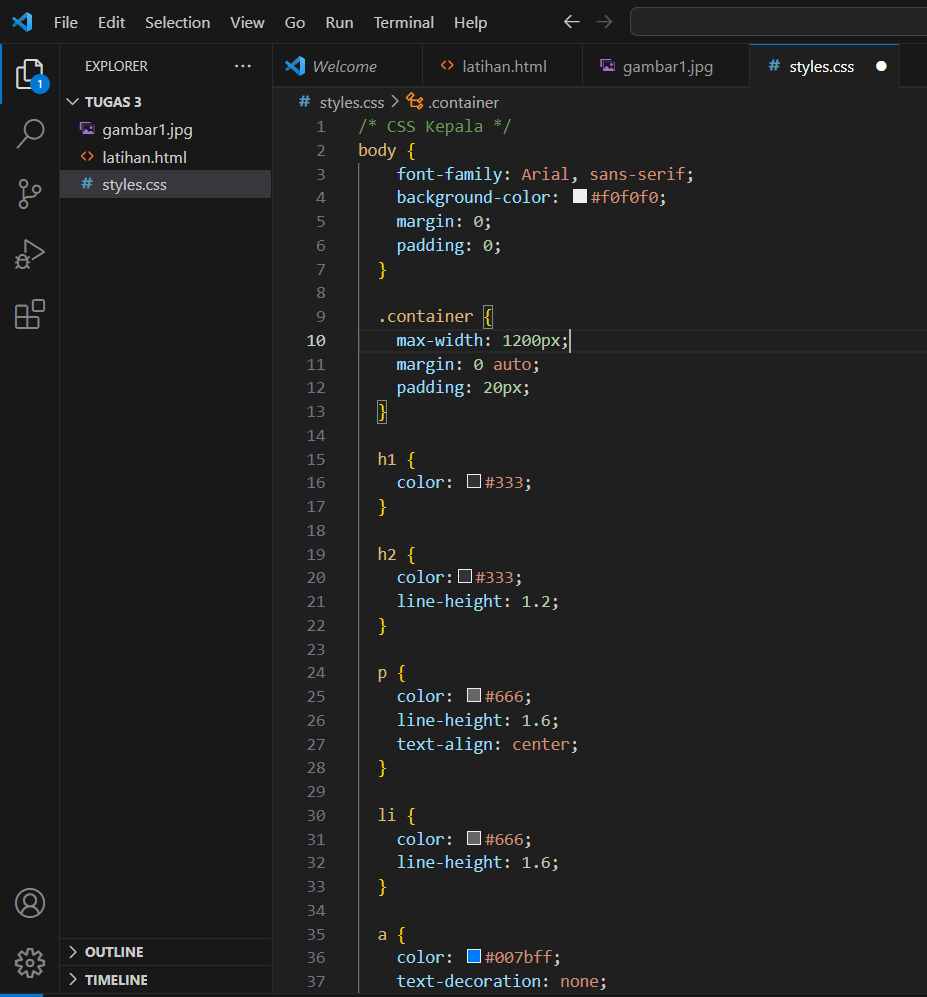 File Edit Selection View Go Run Terminal Help
EXPLORER ···
Welcome
latihan.html
gambar1.jpg
# styles.css
1
TUGAS 3
gambar1.jpg
latihan.html
# styles.css
# styles.css > .container
1 /* CSS Kepala */
2 body {
3 font-family: Arial, sans-serif;
4 background-color: #f0f0f0;
5 margin: 0;
6 padding: 0;
7 }
8
9 .container {
10 max-width: 1200px;
11 margin: 0 auto;
12 padding: 20px;
13 }
14
15 h1 {
16 color: #333;
17 }
18
19 h2 {
20 color: #333;
21 line-height: 1.2;
22 }
23
24 p {
25 color: #666;
26 line-height: 1.6;
27 text-align: center;
28 }
29
30 li {
31 color: #666;
32 line-height: 1.6;
33 }
34
35 a {
36 color: #007bff;
37 text-decoration: none;
OUTLINE
TIMELINE